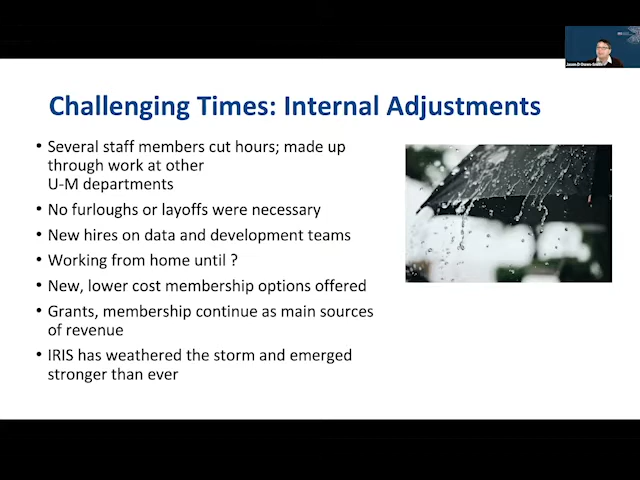 Challenging Times: Internal Adjustments
• Several staff members cut hours; made up
through work at other
U-M departments
• No furloughs or layoffs were necessary
• New hires on data and development teams
• Working from home until ?
• New, lower cost membership options offered
• Grants, membership continue as main sources
of revenue
• IRIS has weathered the storm and emerged
stronger than ever